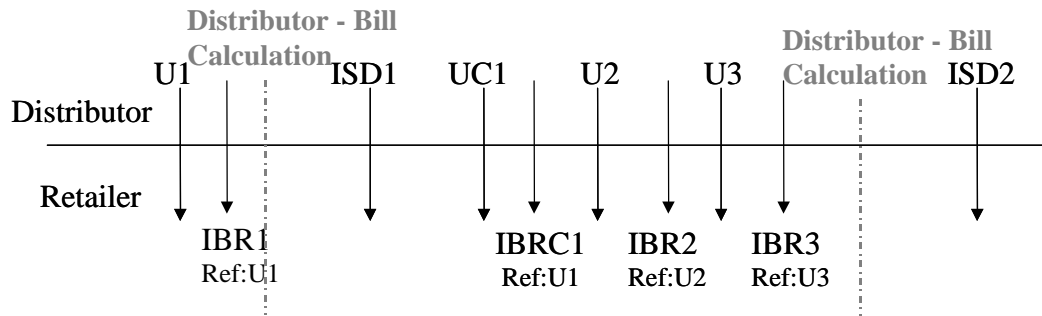 Distributor - Bill
Calculation
Distributor - Bill
Calculation
U1 ISD1 UC1 U2 U3 ISD2
Distributor
Retailer
IBR1 IBRC1 IBR2 IBR3
Ref:U1 Ref:U1 Ref:U2 Ref:U3